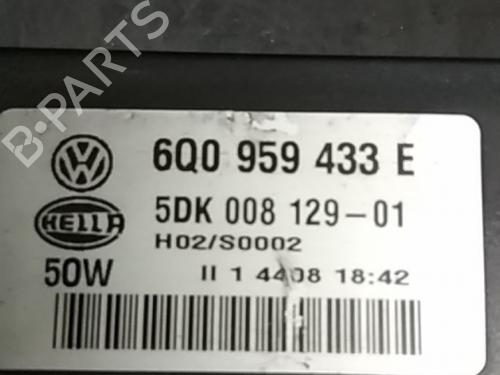 B-PARTS
6Q0 959 433 E
HELLA
5DK 008 129-01
H02/S0002
50W
II 1 4408 18:42